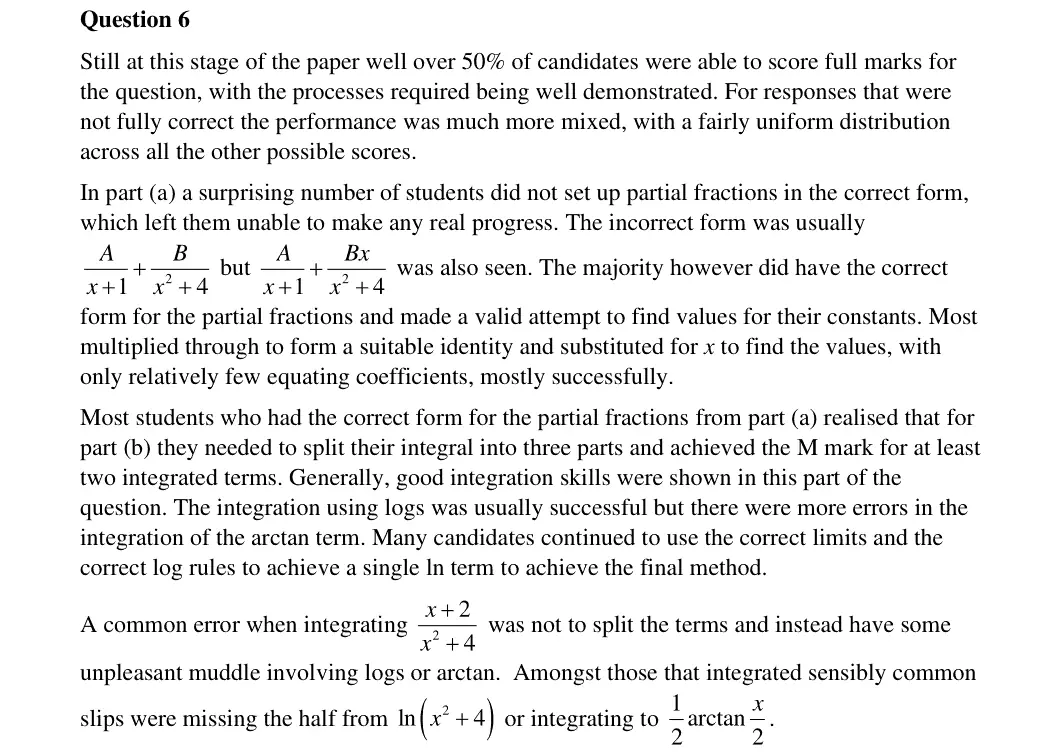 Question 6
Still at this stage of the paper well over 50% of candidates were able to score full marks for
the question, with the processes required being well demonstrated. For responses that were
not fully correct the performance was much more mixed, with a fairly uniform distribution
across all the other possible scores.
In part (a) a surprising number of students did not set up partial fractions in the correct form,
which left them unable to make any real progress. The incorrect form was usually
A/(x+1) + B/(x²+4) but A/(x+1) + Bx/(x²+4) was also seen. The majority however did have the correct
form for the partial fractions and made a valid attempt to find values for their constants. Most
multiplied through to form a suitable identity and substituted for x to find the values, with
only relatively few equating coefficients, mostly successfully.
Most students who had the correct form for the partial fractions from part (a) realised that for
part (b) they needed to split their integral into three parts and achieved the M mark for at least
two integrated terms. Generally, good integration skills were shown in this part of the
question. The integration using logs was usually successful but there were more errors in the
integration of the arctan term. Many candidates continued to use the correct limits and the
correct log rules to achieve a single ln term to achieve the final method.
A common error when integrating (x+2)/(x²+4) was not to split the terms and instead have some
unpleasant muddle involving logs or arctan. Amongst those that integrated sensibly common
slips were missing the half from ln(x²+4) or integrating to 1/2 arctan x/2.